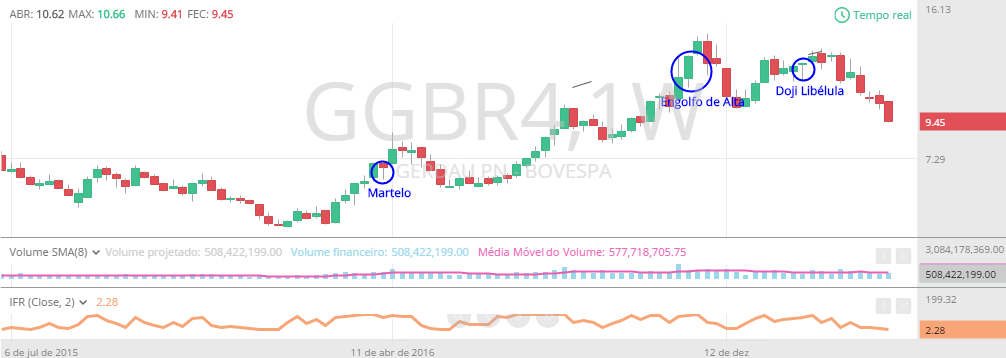 ABR: 10.62 MAX: 10.66 MIN: 9.41 FEC: 9.45
Tempo real
16.13
GGBR4,1W
GERDAU PN / BOVESPA
Engolfo de Alta
Doji Libélula
Martelo
9.45
7.29
Volume SMA(8) Volume projetado: 508,422,199.00 Volume financeiro: 508,422,199.00 Média Móvel do Volume: 577,718,705.75
3,084,178,369.00
508,422,199.00
IFR (Close, 2) 2.28
199.32
2.28
6 de jul de 2015 11 de abr de 2016 12 de dez